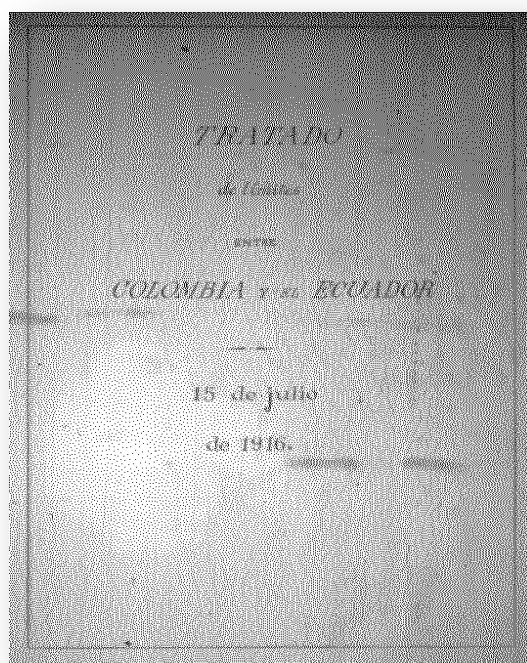 TRATADO
de límites
ENTRE
COLOMBIA Y EL ECUADOR
15 de julio
de 1916.